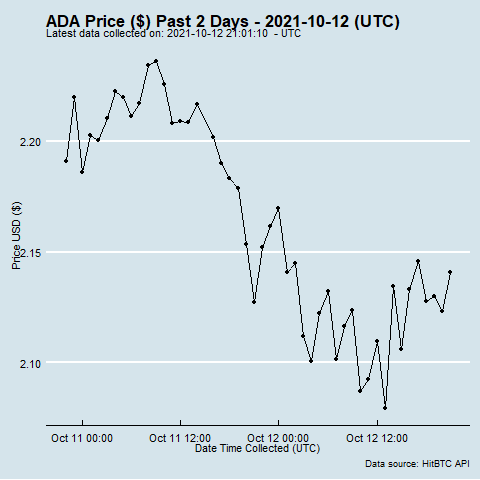 ADA Price ($) Past 2 Days - 2021-10-12 (UTC)
Latest data collected on: 2021-10-12 21:01:10  - UTC
2.20
2.15
2.10
Price USD ($)
Oct 11 00:00
Oct 11 12:00
Oct 12 00:00
Oct 12 12:00
Date Time Collected (UTC)
Data source: HitBTC API